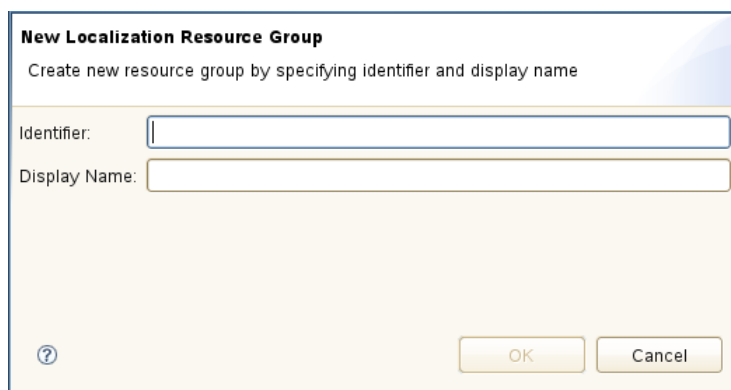 New Localization Resource Group
Create new resource group by specifying identifier and display name
Identifier:
Display Name:
?
OK
Cancel